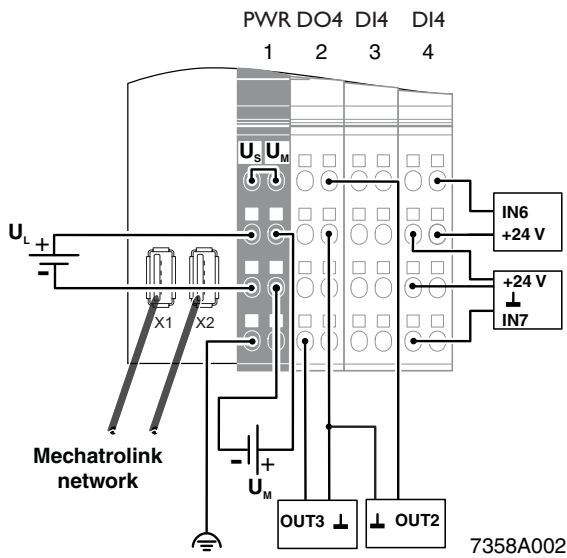 PWR DO4 DI4 DI4
1 2 3 4
US UM
UL + -
IN6
+24 V
+24 V
IN7
X1 X2
Mechatrolink
network
- +
UM
OUT3 OUT2
7358A002